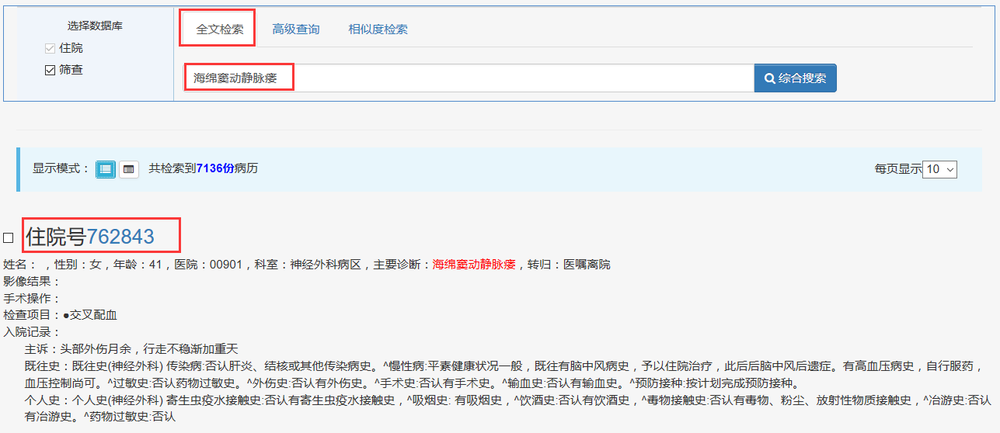 选择数据库
住院
筛查
全文检索 高级查询 相似度检索
海绵窦动静脉瘘 综合搜索
显示模式： 共检索到7136份病历 每页显示10
住院号762843
姓名： ，性别：女，年龄：41，医院：00901，科室：神经外科病区，主要诊断：海绵窦动静脉瘘，转归：医嘱离院
影像结果：
手术操作：
检查项目：●交叉配血
入院记录：
主诉：头部外伤月余，行走不稳渐加重天
既往史：既往史(神经外科) 传染病:否认肝炎、结核或其他传染病史。^慢性病:平素健康状况一般，既往有脑中风病史，予以住院治疗，此后后脑中风后遗症。有高血压病史，自行服药，
血压控制尚可。^过敏史:否认药物过敏史。^外伤史:否认有外伤史。^手术史:否认有手术史。^输血史:否认有输血史。^预防接种:按计划完成预防接种。
个人史：个人史(神经外科) 寄生虫疫水接触史:否认有寄生虫疫水接触史，^吸烟史: 有吸烟史，^饮酒史:否认有饮酒史，^毒物接触史:否认有毒物、粉尘、放射性物质接触史，^冶游史:否认
有冶游史。^药物过敏史:否认